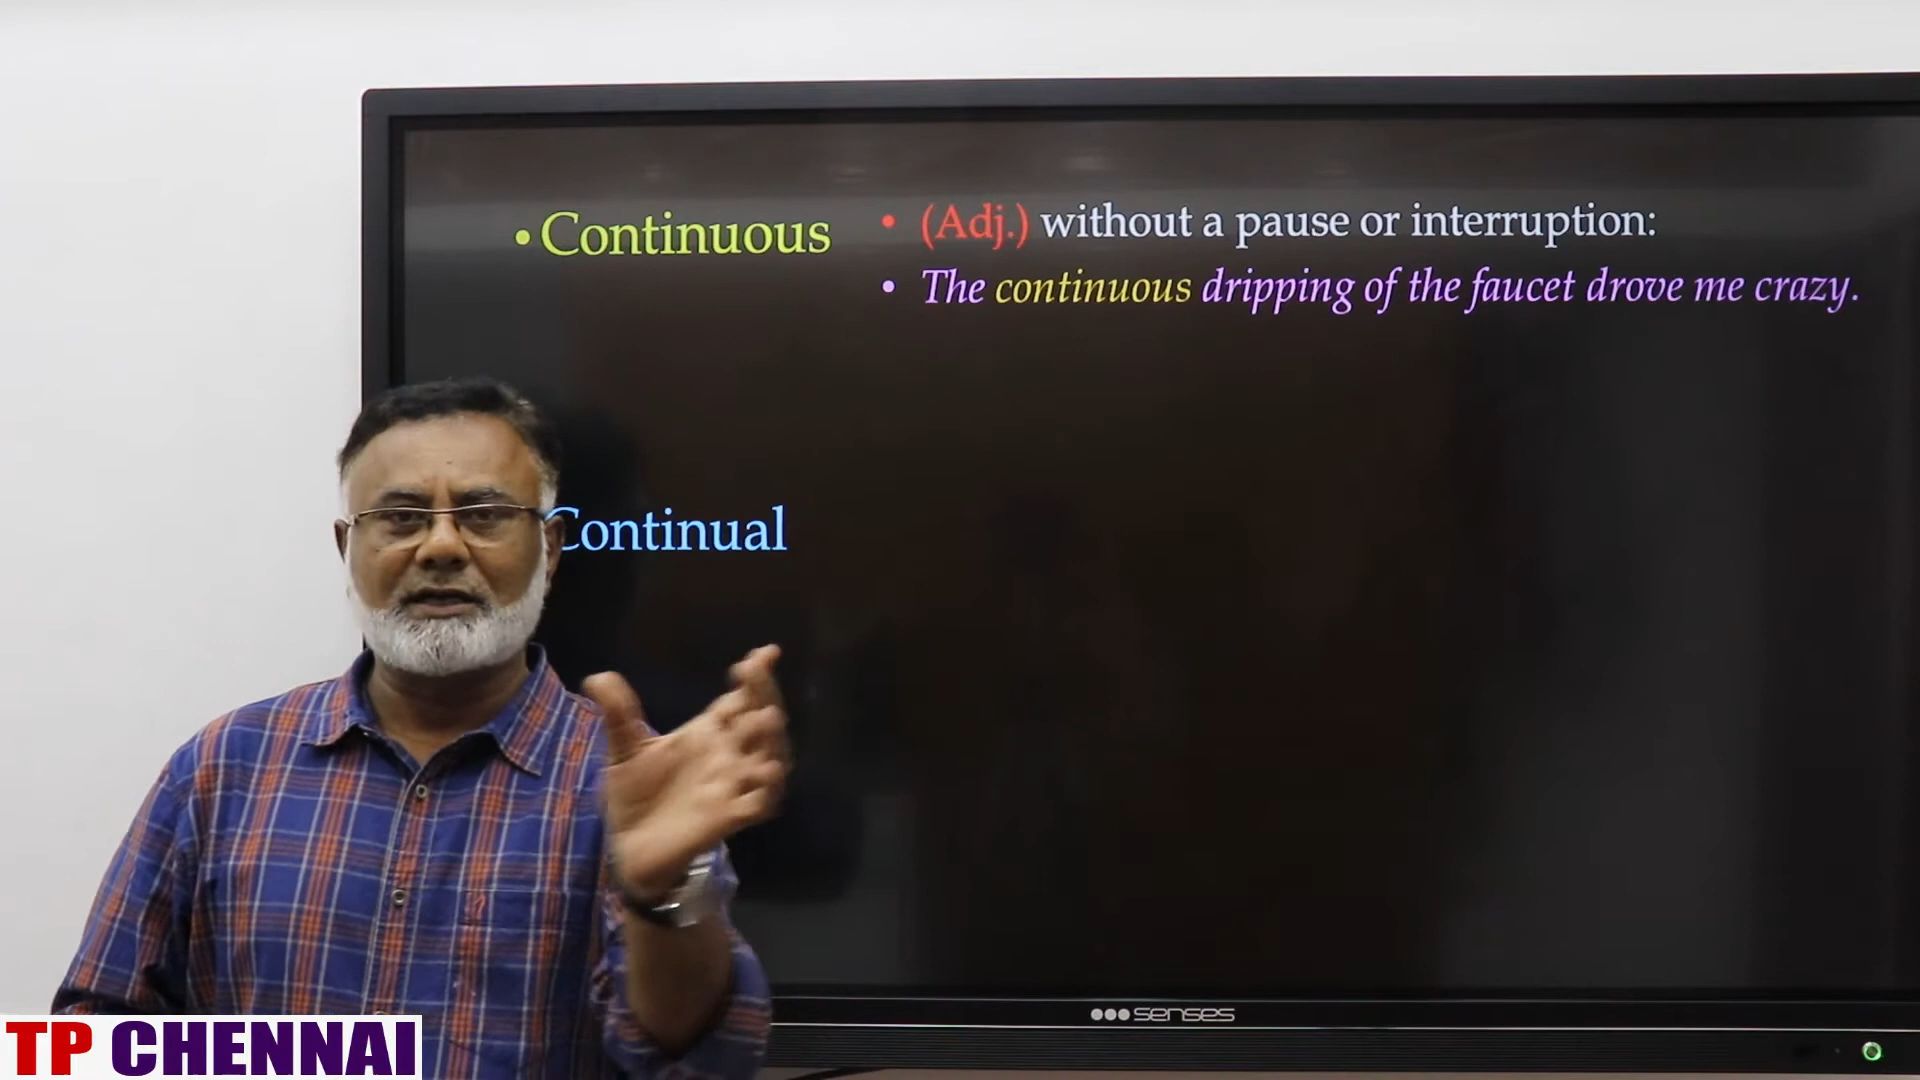 • Continuous
• (Adj.) without a pause or interruption:
• The continuous dripping of the faucet drove me crazy.
Continual
senses
TP CHENNAI